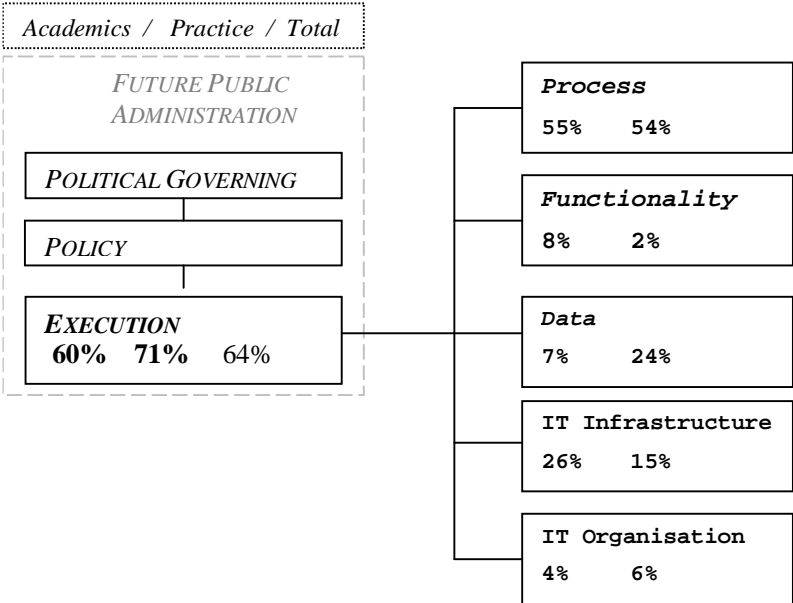 Academics / Practice / Total
FUTURE PUBLIC
ADMINISTRATION
POLITICAL GOVERNING
POLICY
EXECUTION
60% 71% 64%
Process
55% 54%
Functionality
8% 2%
Data
7% 24%
IT Infrastructure
26% 15%
IT Organisation
4% 6%